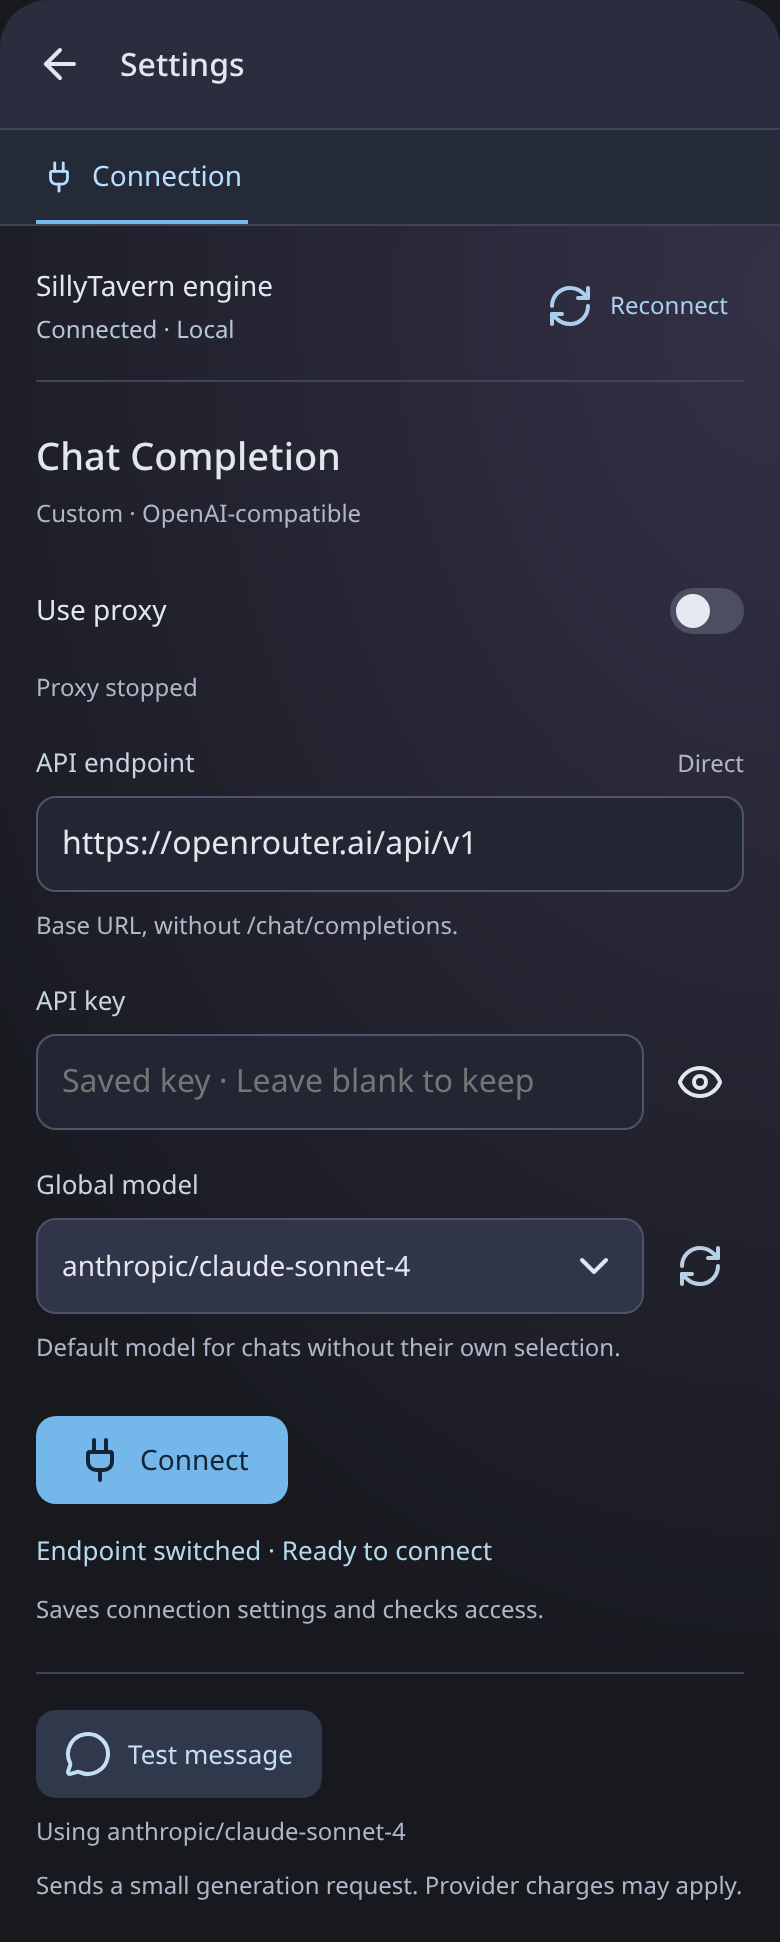 Settings
Connection
SillyTavern engine
Connected · Local
Reconnect
Chat Completion
Custom · OpenAI-compatible
Use proxy
Proxy stopped
API endpoint
Direct
https://openrouter.ai/api/v1
Base URL, without /chat/completions.
API key
Saved key · Leave blank to keep
Global model
anthropic/claude-sonnet-4
Default model for chats without their own selection.
Connect
Endpoint switched · Ready to connect
Saves connection settings and checks access.
Test message
Using anthropic/claude-sonnet-4
Sends a small generation request. Provider charges may apply.